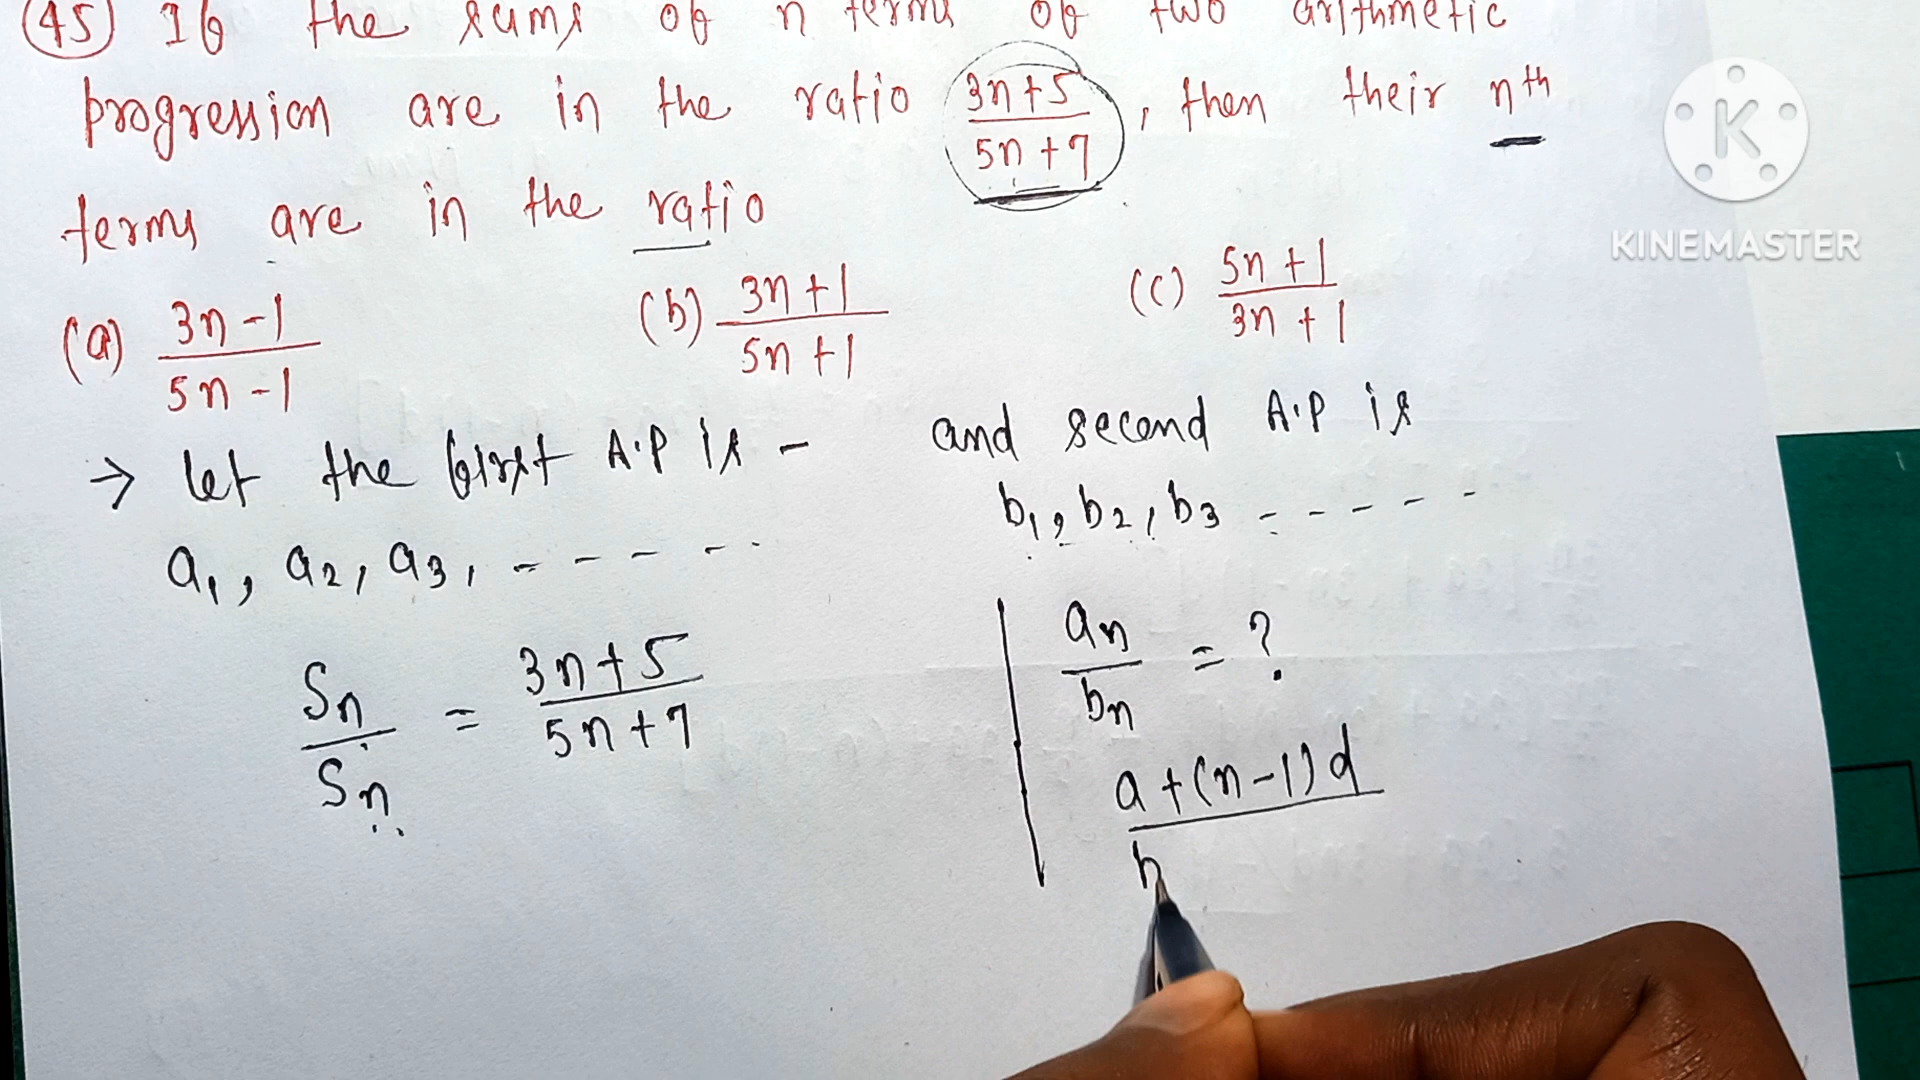 (45) If the sums of n terms of two arithmetic
progression are in the ratio (3n+5)/(5n+7), then their nth
terms are in the ratio
(a) (3n-1)/(5n-1) (b) (3n+1)/(5n+1) (c) (5n+1)/(3n+1)
→ let the first A.P is - and second A.P is
a1, a2, a3, ----- b1, b2, b3 -----
Sn/Sn = (3n+5)/(5n+7)
an/bn = ?
a+(n-1)d
b
K
KINEMASTER